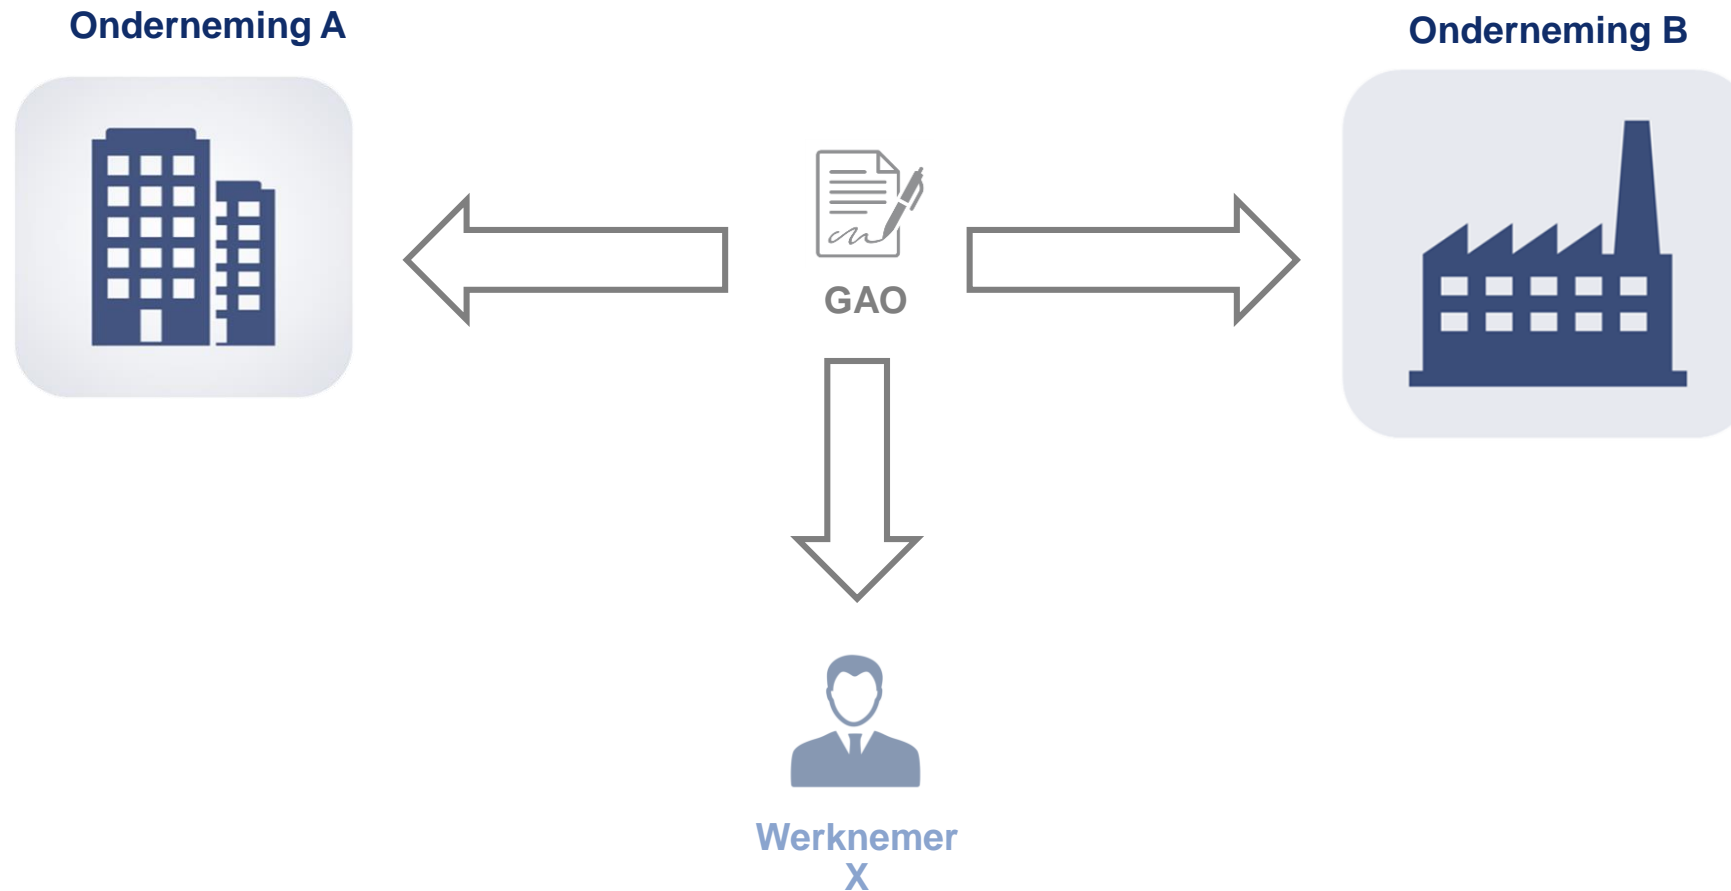 Onderneming A
Onderneming B
GAO
Werknemer
X